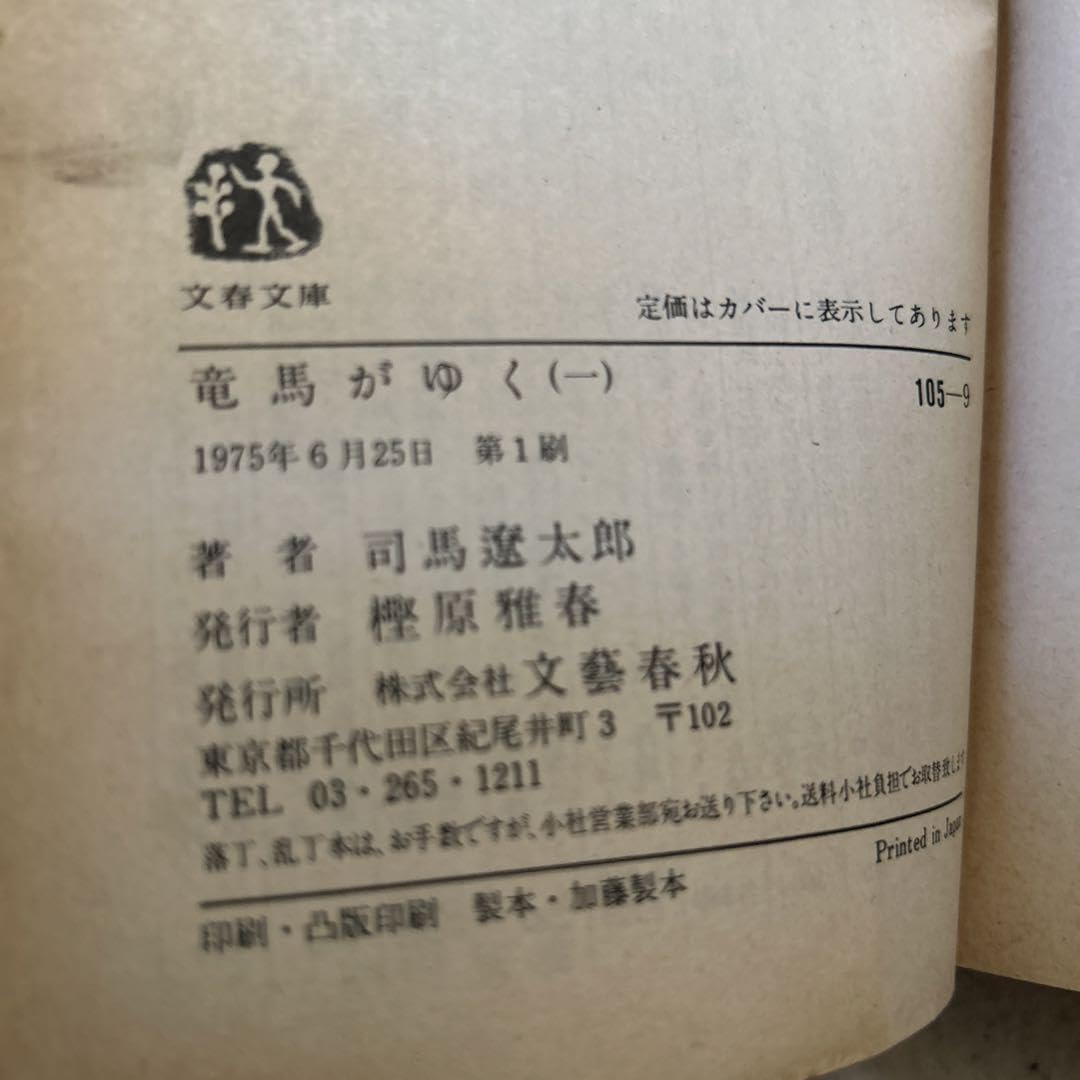 文春文庫
定価はカバーに表示してあります
竜馬がゆく(一)
105—9
1975年6月25日 第1刷
著者 司馬遼太郎
発行者 樫原雅春
発行所 株式会社文藝春秋
東京都千代田区紀尾井町3 〒102
TEL 03・265・1211
落丁、乱丁本は、お手数ですが、小社営業部宛お送り下さい。送料小社負担でお取替致します
Printed in Japan
印刷・凸版印刷 製本・加藤製本